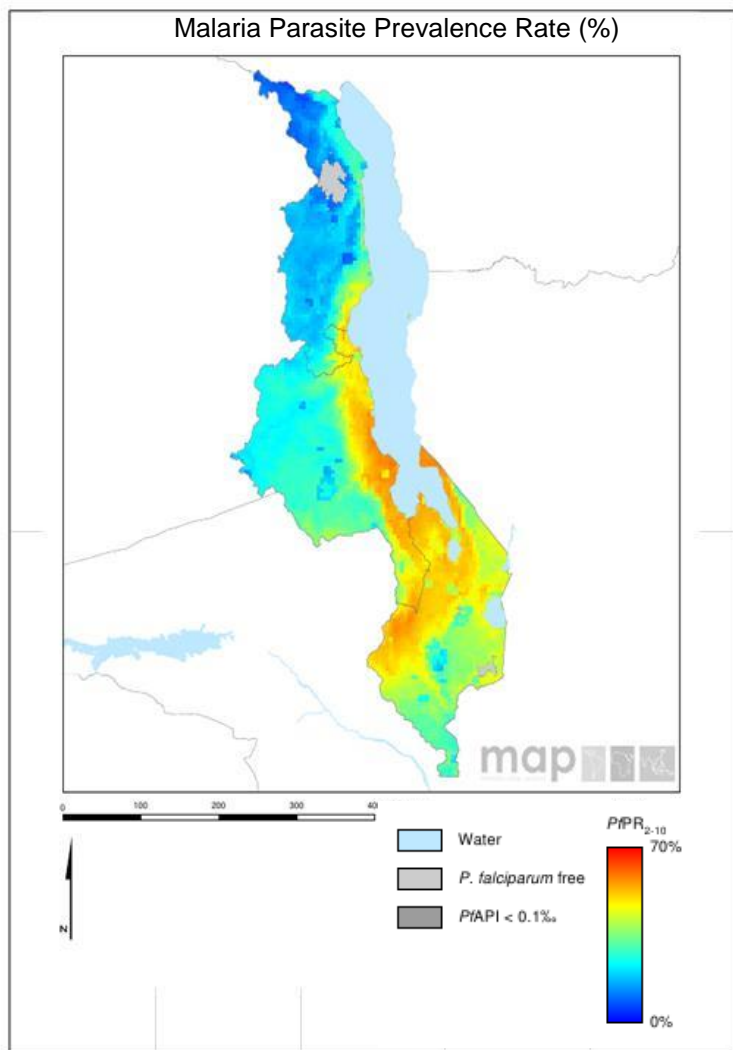 Malaria Parasite Prevalence Rate (%)
map
0 100 200 300 40
N
Water
P. falciparum free
PfAPI < 0.1‰
PfPR2-10
70%
0%